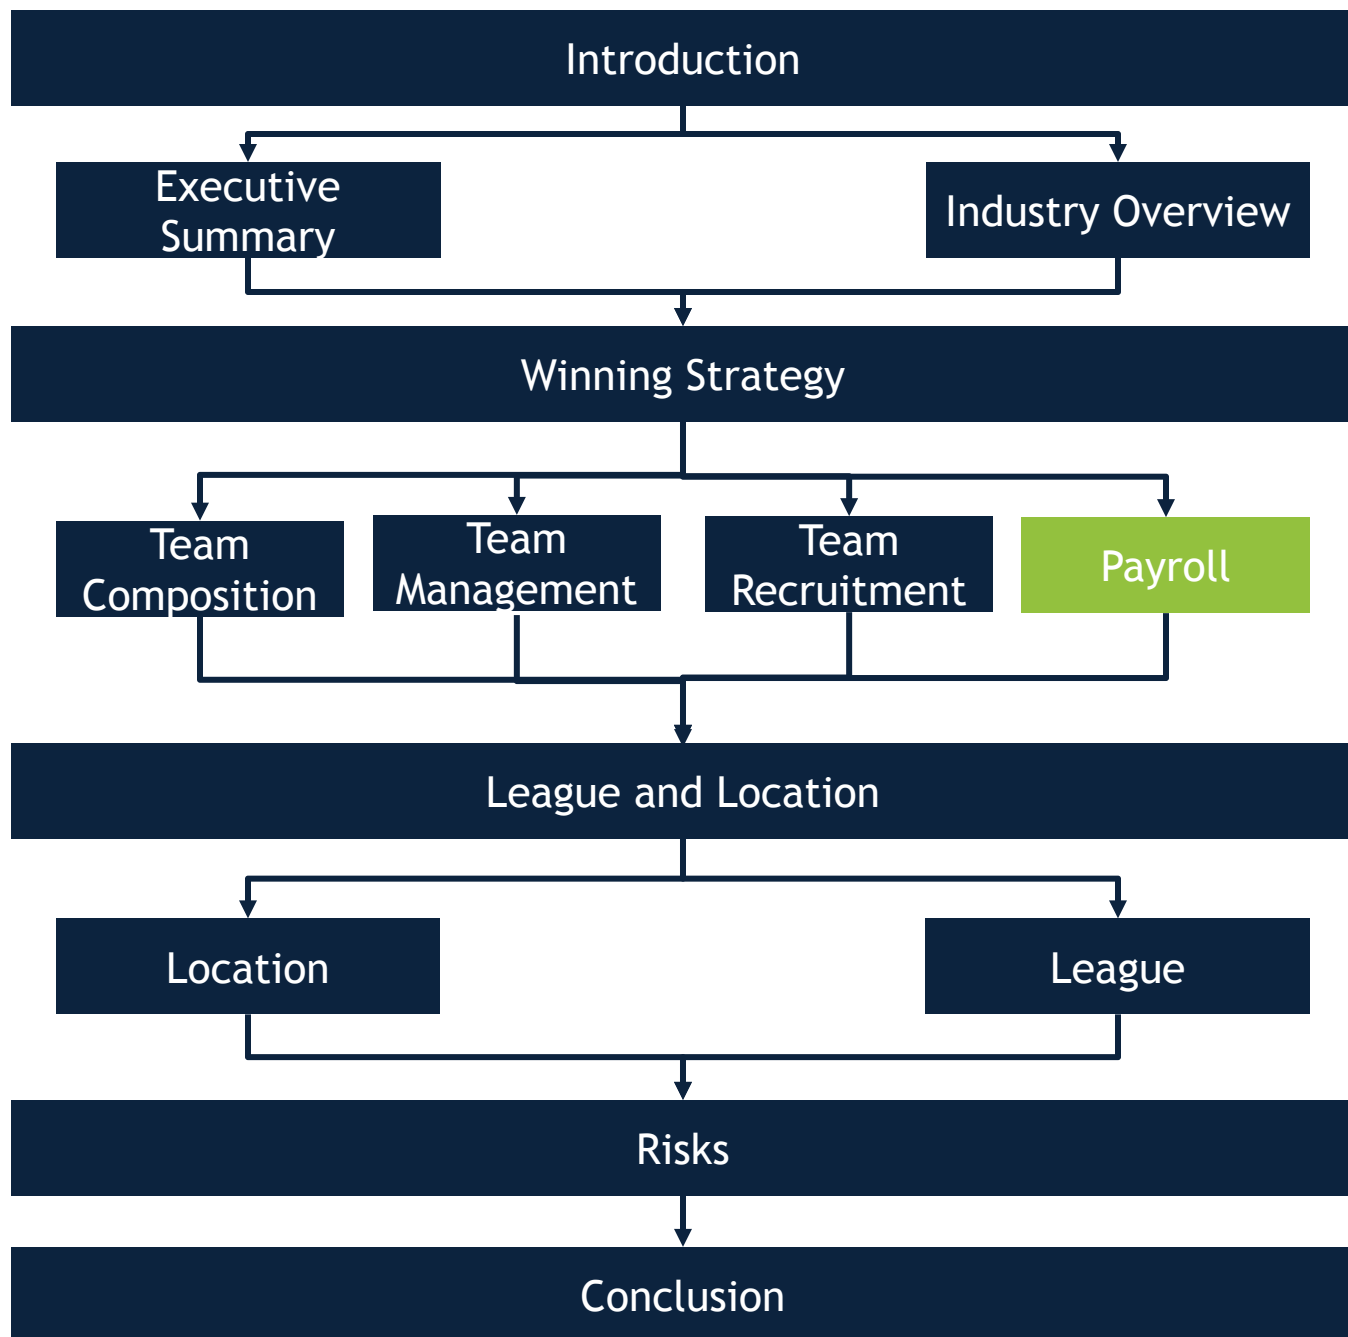 Introduction
Executive
Summary
Industry Overview
Winning Strategy
Team
Composition
Team
Management
Team
Recruitment
Payroll
League and Location
Location
League
Risks
Conclusion